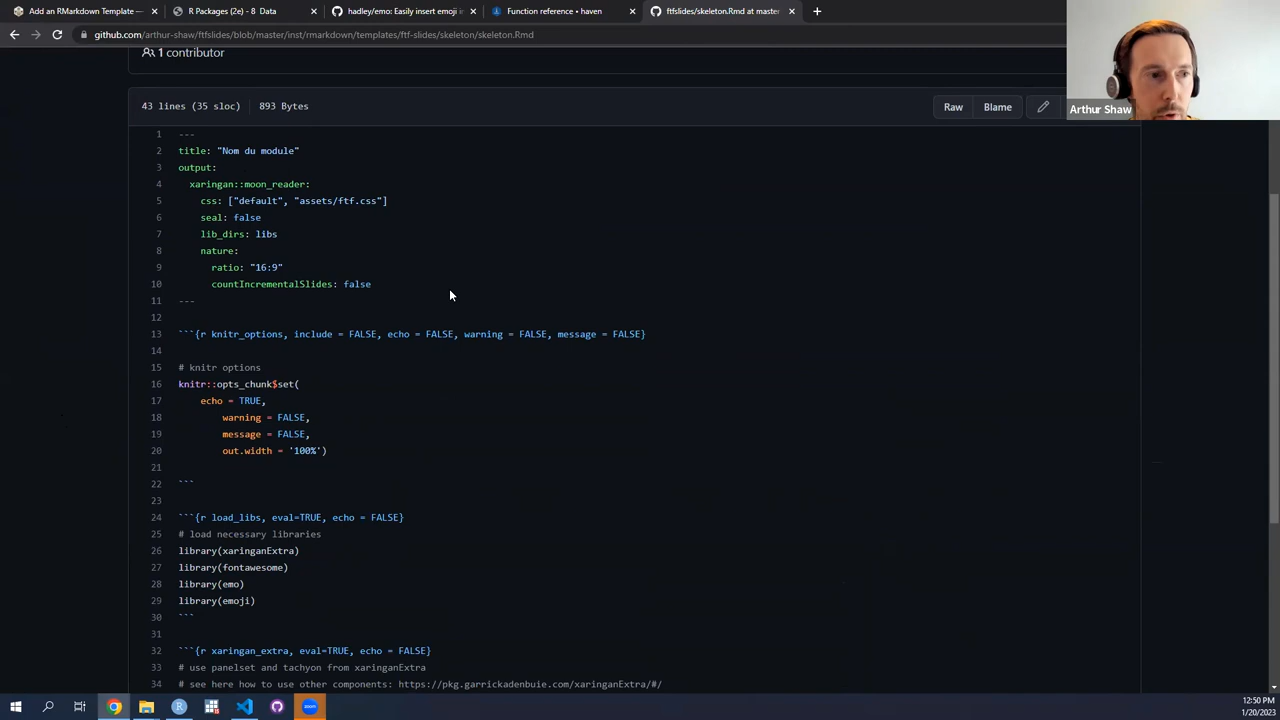 Add an RMarkdown Template —
R Packages (2e) - 8 Data
hadley/emo: Easily insert emoji i
Function reference • haven
ftfslides/skeleton.Rmd at master
github.com/arthur-shaw/ftfslides/blob/master/inst/rmarkdown/templates/ftf-slides/skeleton/skeleton.Rmd
1 contributor
Arthur Shaw
43 lines (35 sloc) 893 Bytes
Raw Blame
1 ---
2 title: "Nom du module"
3 output:
4 xaringan::moon_reader:
5 css: ["default", "assets/ftf.css"]
6 seal: false
7 lib_dirs: libs
8 nature:
9 ratio: "16:9"
10 countIncrementalSlides: false
11 ---
12
13 ```{r knitr_options, include = FALSE, echo = FALSE, warning = FALSE, message = FALSE}
14
15 # knitr options
16 knitr::opts_chunk$set(
17 echo = TRUE,
18 warning = FALSE,
19 message = FALSE,
20 out.width = '100%')
21
22 ```
23
24 ```{r load_libs, eval=TRUE, echo = FALSE}
25 # load necessary libraries
26 library(xaringanExtra)
27 library(fontawesome)
28 library(emo)
29 library(emoji)
30 ```
31
32 ```{r xaringan_extra, eval=TRUE, echo = FALSE}
33 # use panelset and tachyon from xaringanExtra
34 # see here how to use other components: https://pkg.garrickadenbuie.com/xaringanExtra/#/
zoom
12:50 PM
1/20/2023